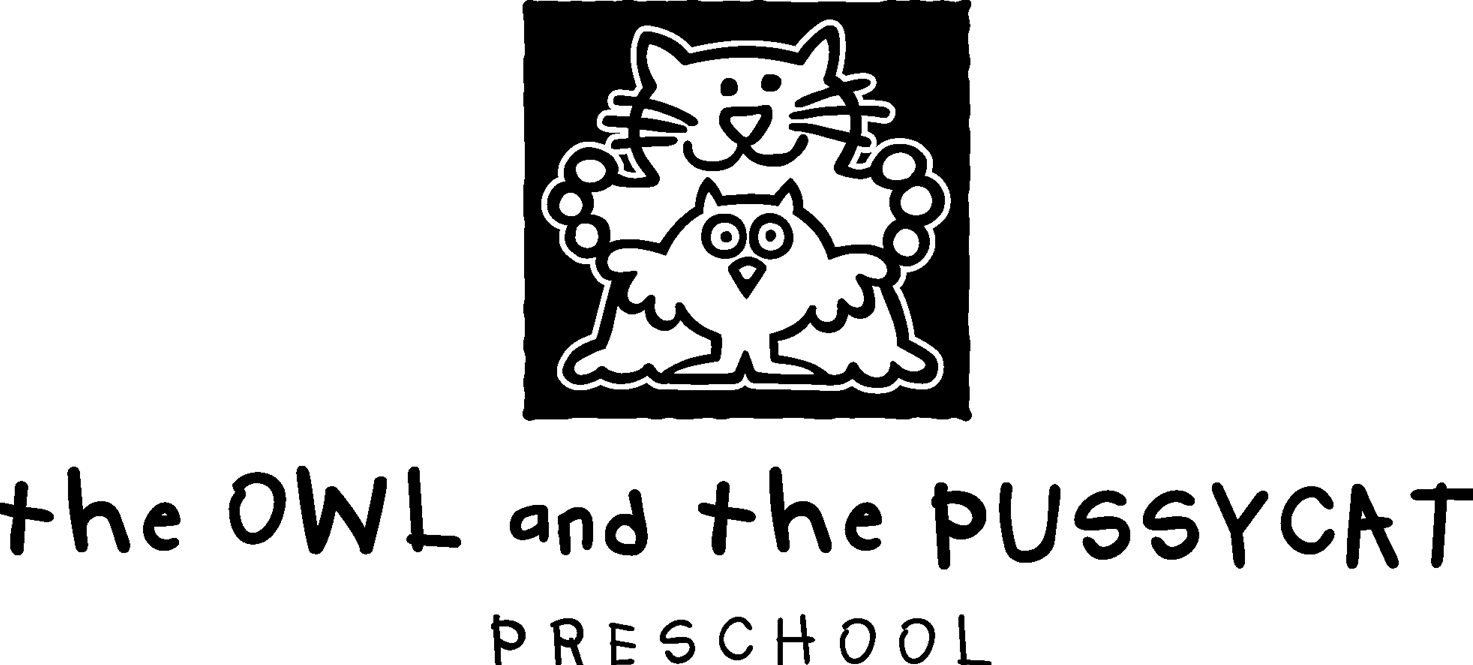 the OWL and the PUSSYCAT
PRESCHOOL